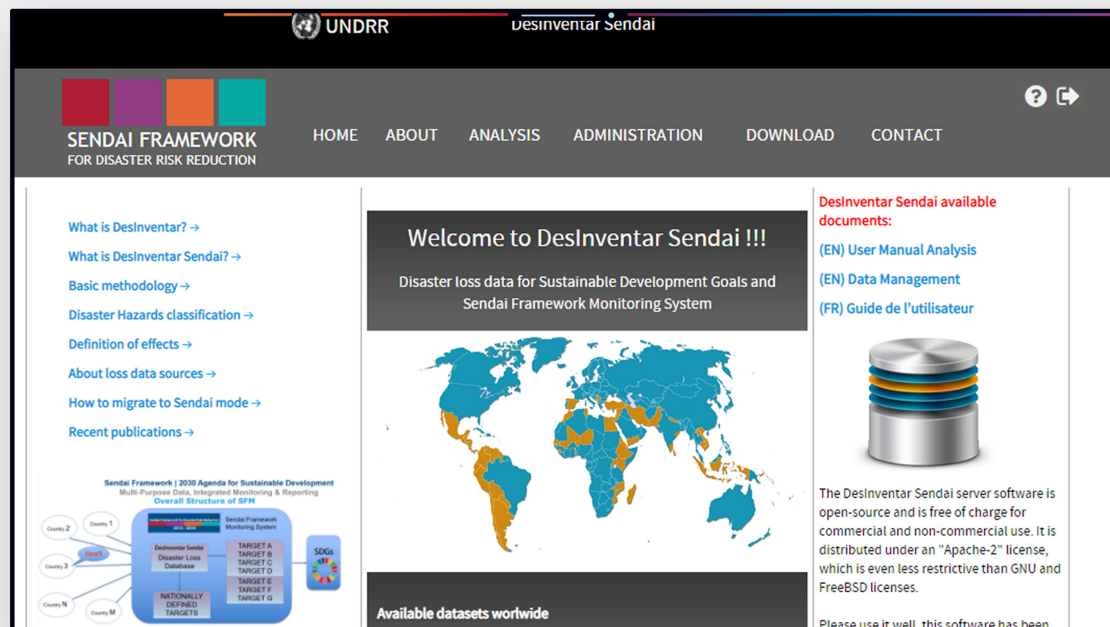 UNDRR
DesInventar Sendai
SENDAI FRAMEWORK
FOR DISASTER RISK REDUCTION
HOME
ABOUT
ANALYSIS
ADMINISTRATION
DOWNLOAD
CONTACT
What is DesInventar? →
What is DesInventar Sendai? →
Basic methodology →
Disaster Hazards classification →
Definition of effects →
About loss data sources →
How to migrate to Sendai mode →
Recent publications →
Sendai Framework | 2030 Agenda for Sustainable Development
Multi-Purpose Data, Integrated Monitoring & Reporting
Overall Structure of SFM
Country 2
Country 1
Country 3
Country N
Country M
Sendai Framework
Monitoring System
DesInventar Sendai
Disaster Loss
Database
NATIONALLY
DEFINED
TARGETS
TARGET A
TARGET B
TARGET C
TARGET D
TARGET E
TARGET F
TARGET G
SDGs
Welcome to DesInventar Sendai !!!
Disaster loss data for Sustainable Development Goals and
Sendai Framework Monitoring System
Available datasets worlwide
DesInventar Sendai available
documents:
(EN) User Manual Analysis
(EN) Data Management
(FR) Guide de l'utilisateur
The DesInventar Sendai server software is
open-source and is free of charge for
commercial and non-commercial use. It is
distributed under an "Apache-2" license,
which is even less restrictive than GNU and
FreeBSD licenses.
Please use it well, this software has been